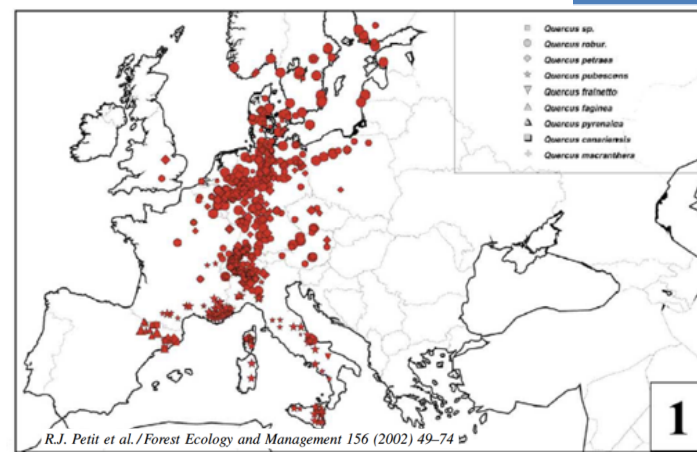 Quercus sp.
Quercus robur.
Quercus petraea
Quercus pubescens
Quercus frainetto
Quercus faginea
Quercus pyrenaica
Quercus canariensis
Quercus macranthera
1
R.J. Petit et al. / Forest Ecology and Management 156 (2002) 49–74